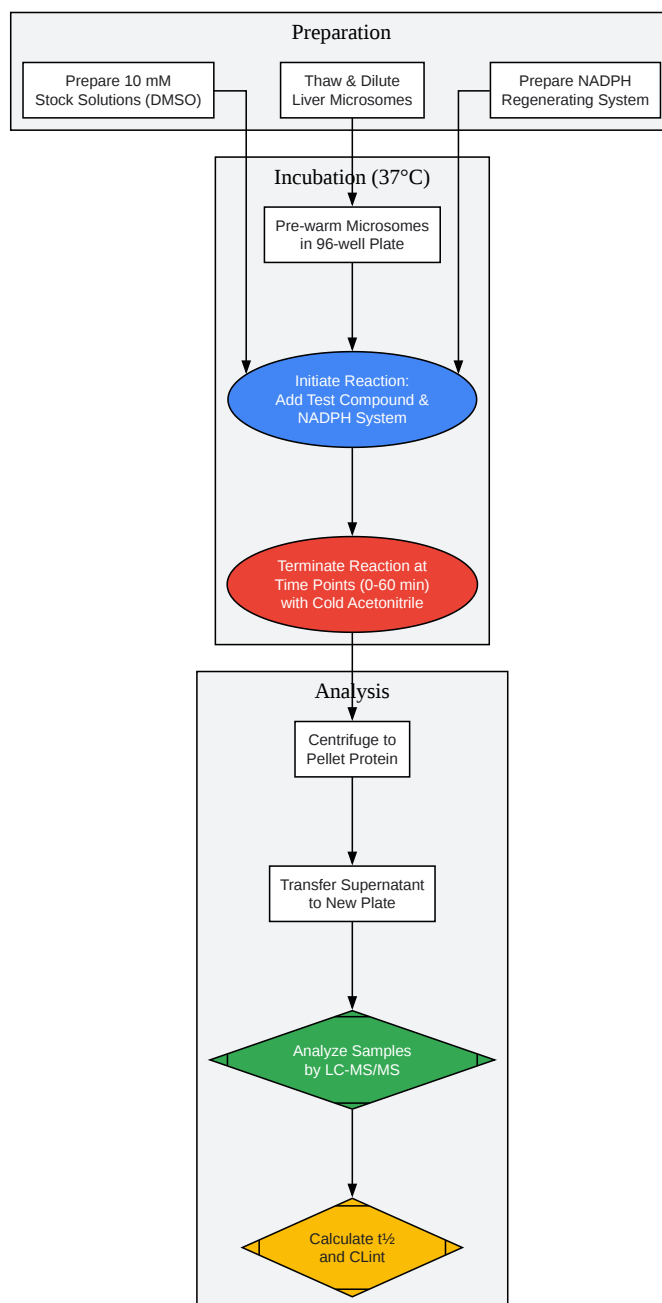 Preparation
Prepare 10 mM
Stock Solutions (DMSO)
Thaw & Dilute
Liver Microsomes
Prepare NADPH
Regenerating System
Incubation (37°C)
Pre-warm Microsomes
in 96-well Plate
Initiate Reaction:
Add Test Compound &
NADPH System
Terminate Reaction at
Time Points (0-60 min)
with Cold Acetonitrile
Analysis
Centrifuge to
Pellet Protein
Transfer Supernatant
to New Plate
Analyze Samples
by LC-MS/MS
Calculate t½
and CLint